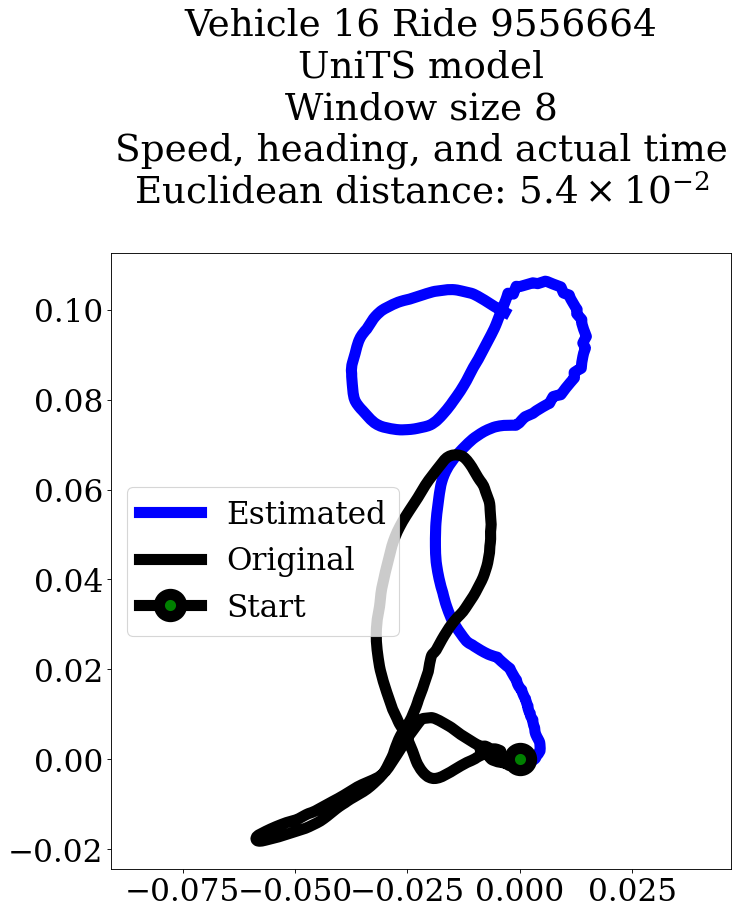 Vehicle 16 Ride 9556664
UniTS model
Window size 8
Speed, heading, and actual time
Euclidean distance: 5.4 × 10⁻²
0.10
0.08
0.06
0.04
0.02
0.00
−0.02
Estimated
Original
Start
−0.075 −0.050 −0.025 0.000 0.025